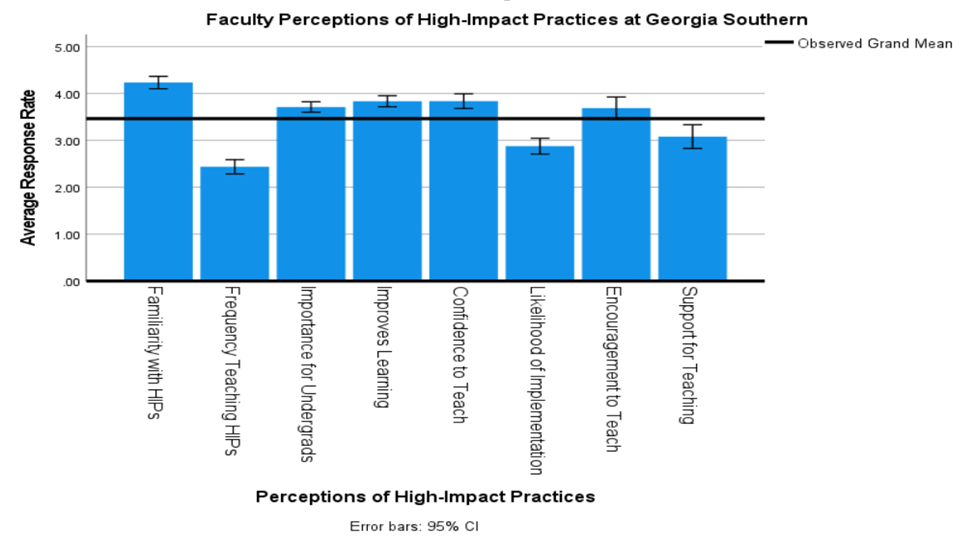 Faculty Perceptions of High-Impact Practices at Georgia Southern
Observed Grand Mean
Average Response Rate
5.00
4.00
3.00
2.00
1.00
.00
Familiarity with HIPs
Frequency Teaching HIPs
Importance for Undergrads
Improves Learning
Confidence to Teach
Likelihood of Implementation
Encouragement to Teach
Support for Teaching
Perceptions of High-Impact Practices
Error bars: 95% CI